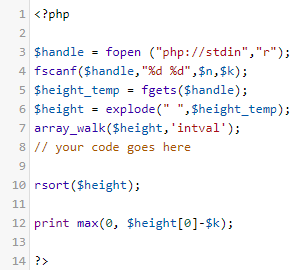 1 <?php
2
3 $handle = fopen ("php://stdin","r");
4 fscanf($handle,"%d %d",$n,$k);
5 $height_temp = fgets($handle);
6 $height = explode(" ",$height_temp);
7 array_walk($height,'intval');
8 // your code goes here
9
10 rsort($height);
11
12 print max(0, $height[0]-$k);
13
14 ?>